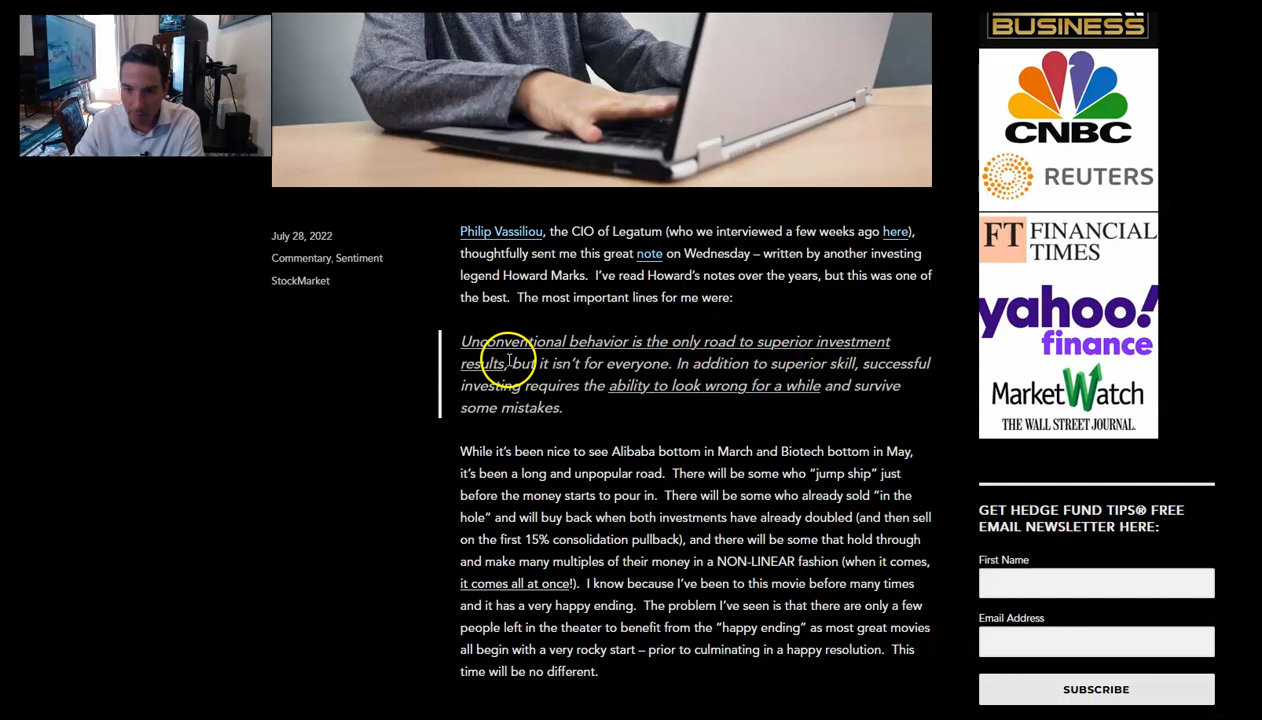 BUSINESS
CNBC
REUTERS
FT FINANCIAL
TIMES
yahoo!
finance
MarketWatch
THE WALL STREET JOURNAL.
July 28, 2022
Commentary, Sentiment
StockMarket
Philip Vassiliou, the CIO of Legatum (who we interviewed a few weeks ago here),
thoughtfully sent me this great note on Wednesday – written by another investing
legend Howard Marks.  I've read Howard's notes over the years, but this was one of
the best.  The most important lines for me were:
Unconventional behavior is the only road to superior investment
results, but it isn't for everyone. In addition to superior skill, successful
investing requires the ability to look wrong for a while and survive
some mistakes.
While it's been nice to see Alibaba bottom in March and Biotech bottom in May,
it's been a long and unpopular road.  There will be some who “jump ship” just
before the money starts to pour in.  There will be some who already sold “in the
hole” and will buy back when both investments have already doubled (and then sell
on the first 15% consolidation pullback), and there will be some that hold through
and make many multiples of their money in a NON-LINEAR fashion (when it comes,
it comes all at once!).  I know because I've been to this movie before many times
and it has a very happy ending.  The problem I've seen is that there are only a few
people left in the theater to benefit from the “happy ending” as most great movies
all begin with a very rocky start – prior to culminating in a happy resolution.  This
time will be no different.
GET HEDGE FUND TIPS® FREE
EMAIL NEWSLETTER HERE:
First Name
Email Address
SUBSCRIBE